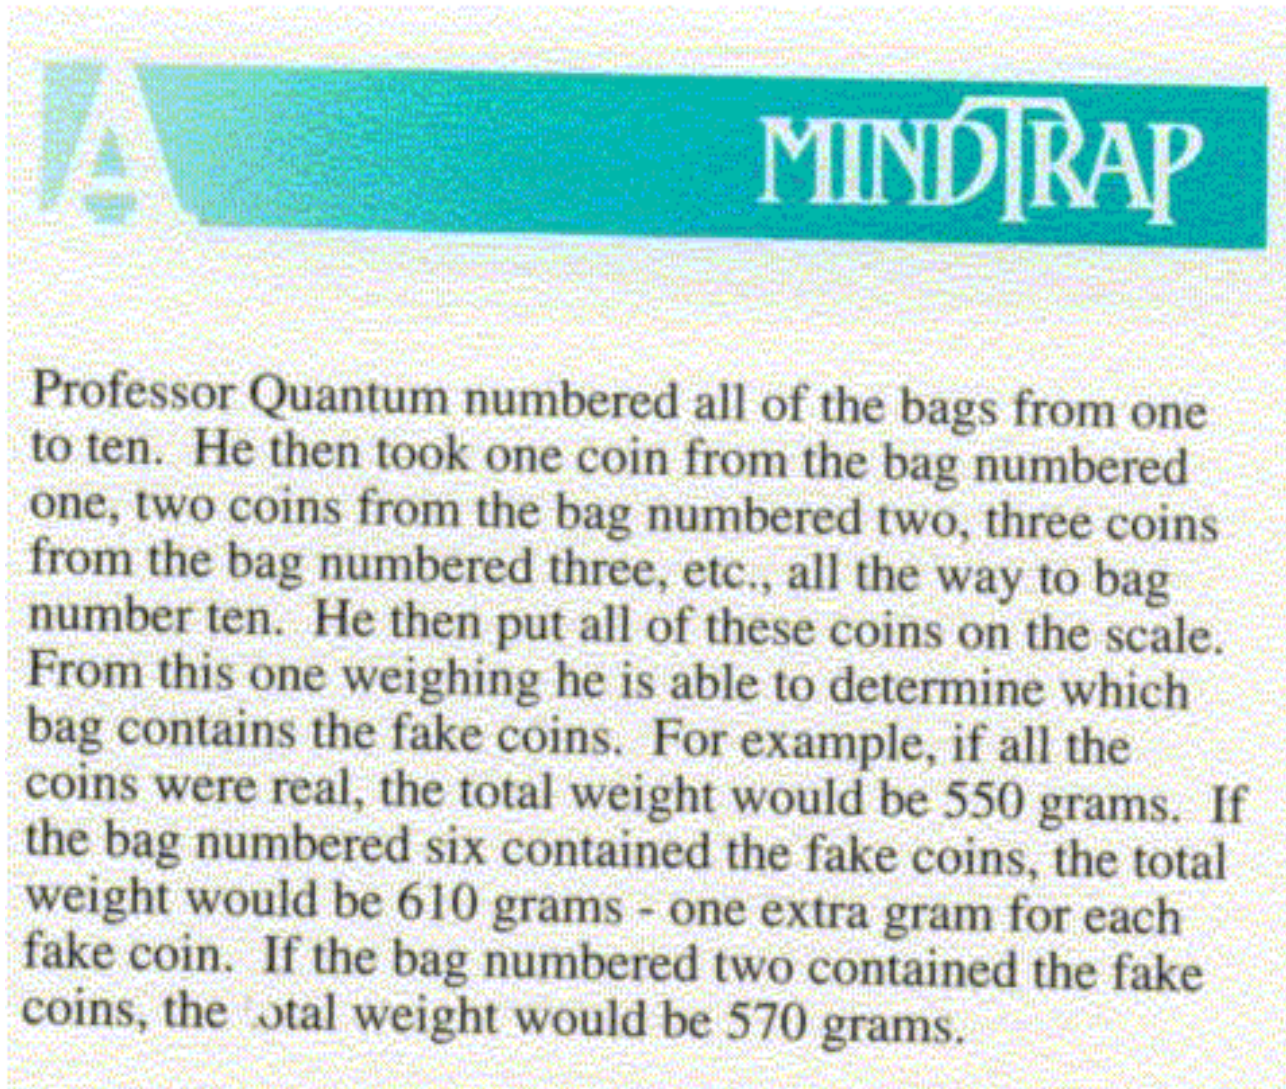 MINDTRAP
Professor Quantum numbered all of the bags from one
to ten. He then took one coin from the bag numbered
one, two coins from the bag numbered two, three coins
from the bag numbered three, etc., all the way to bag
number ten. He then put all of these coins on the scale.
From this one weighing he is able to determine which
bag contains the fake coins. For example, if all the
coins were real, the total weight would be 550 grams. If
the bag numbered six contained the fake coins, the total
weight would be 610 grams - one extra gram for each
fake coin. If the bag numbered two contained the fake
coins, the total weight would be 570 grams.